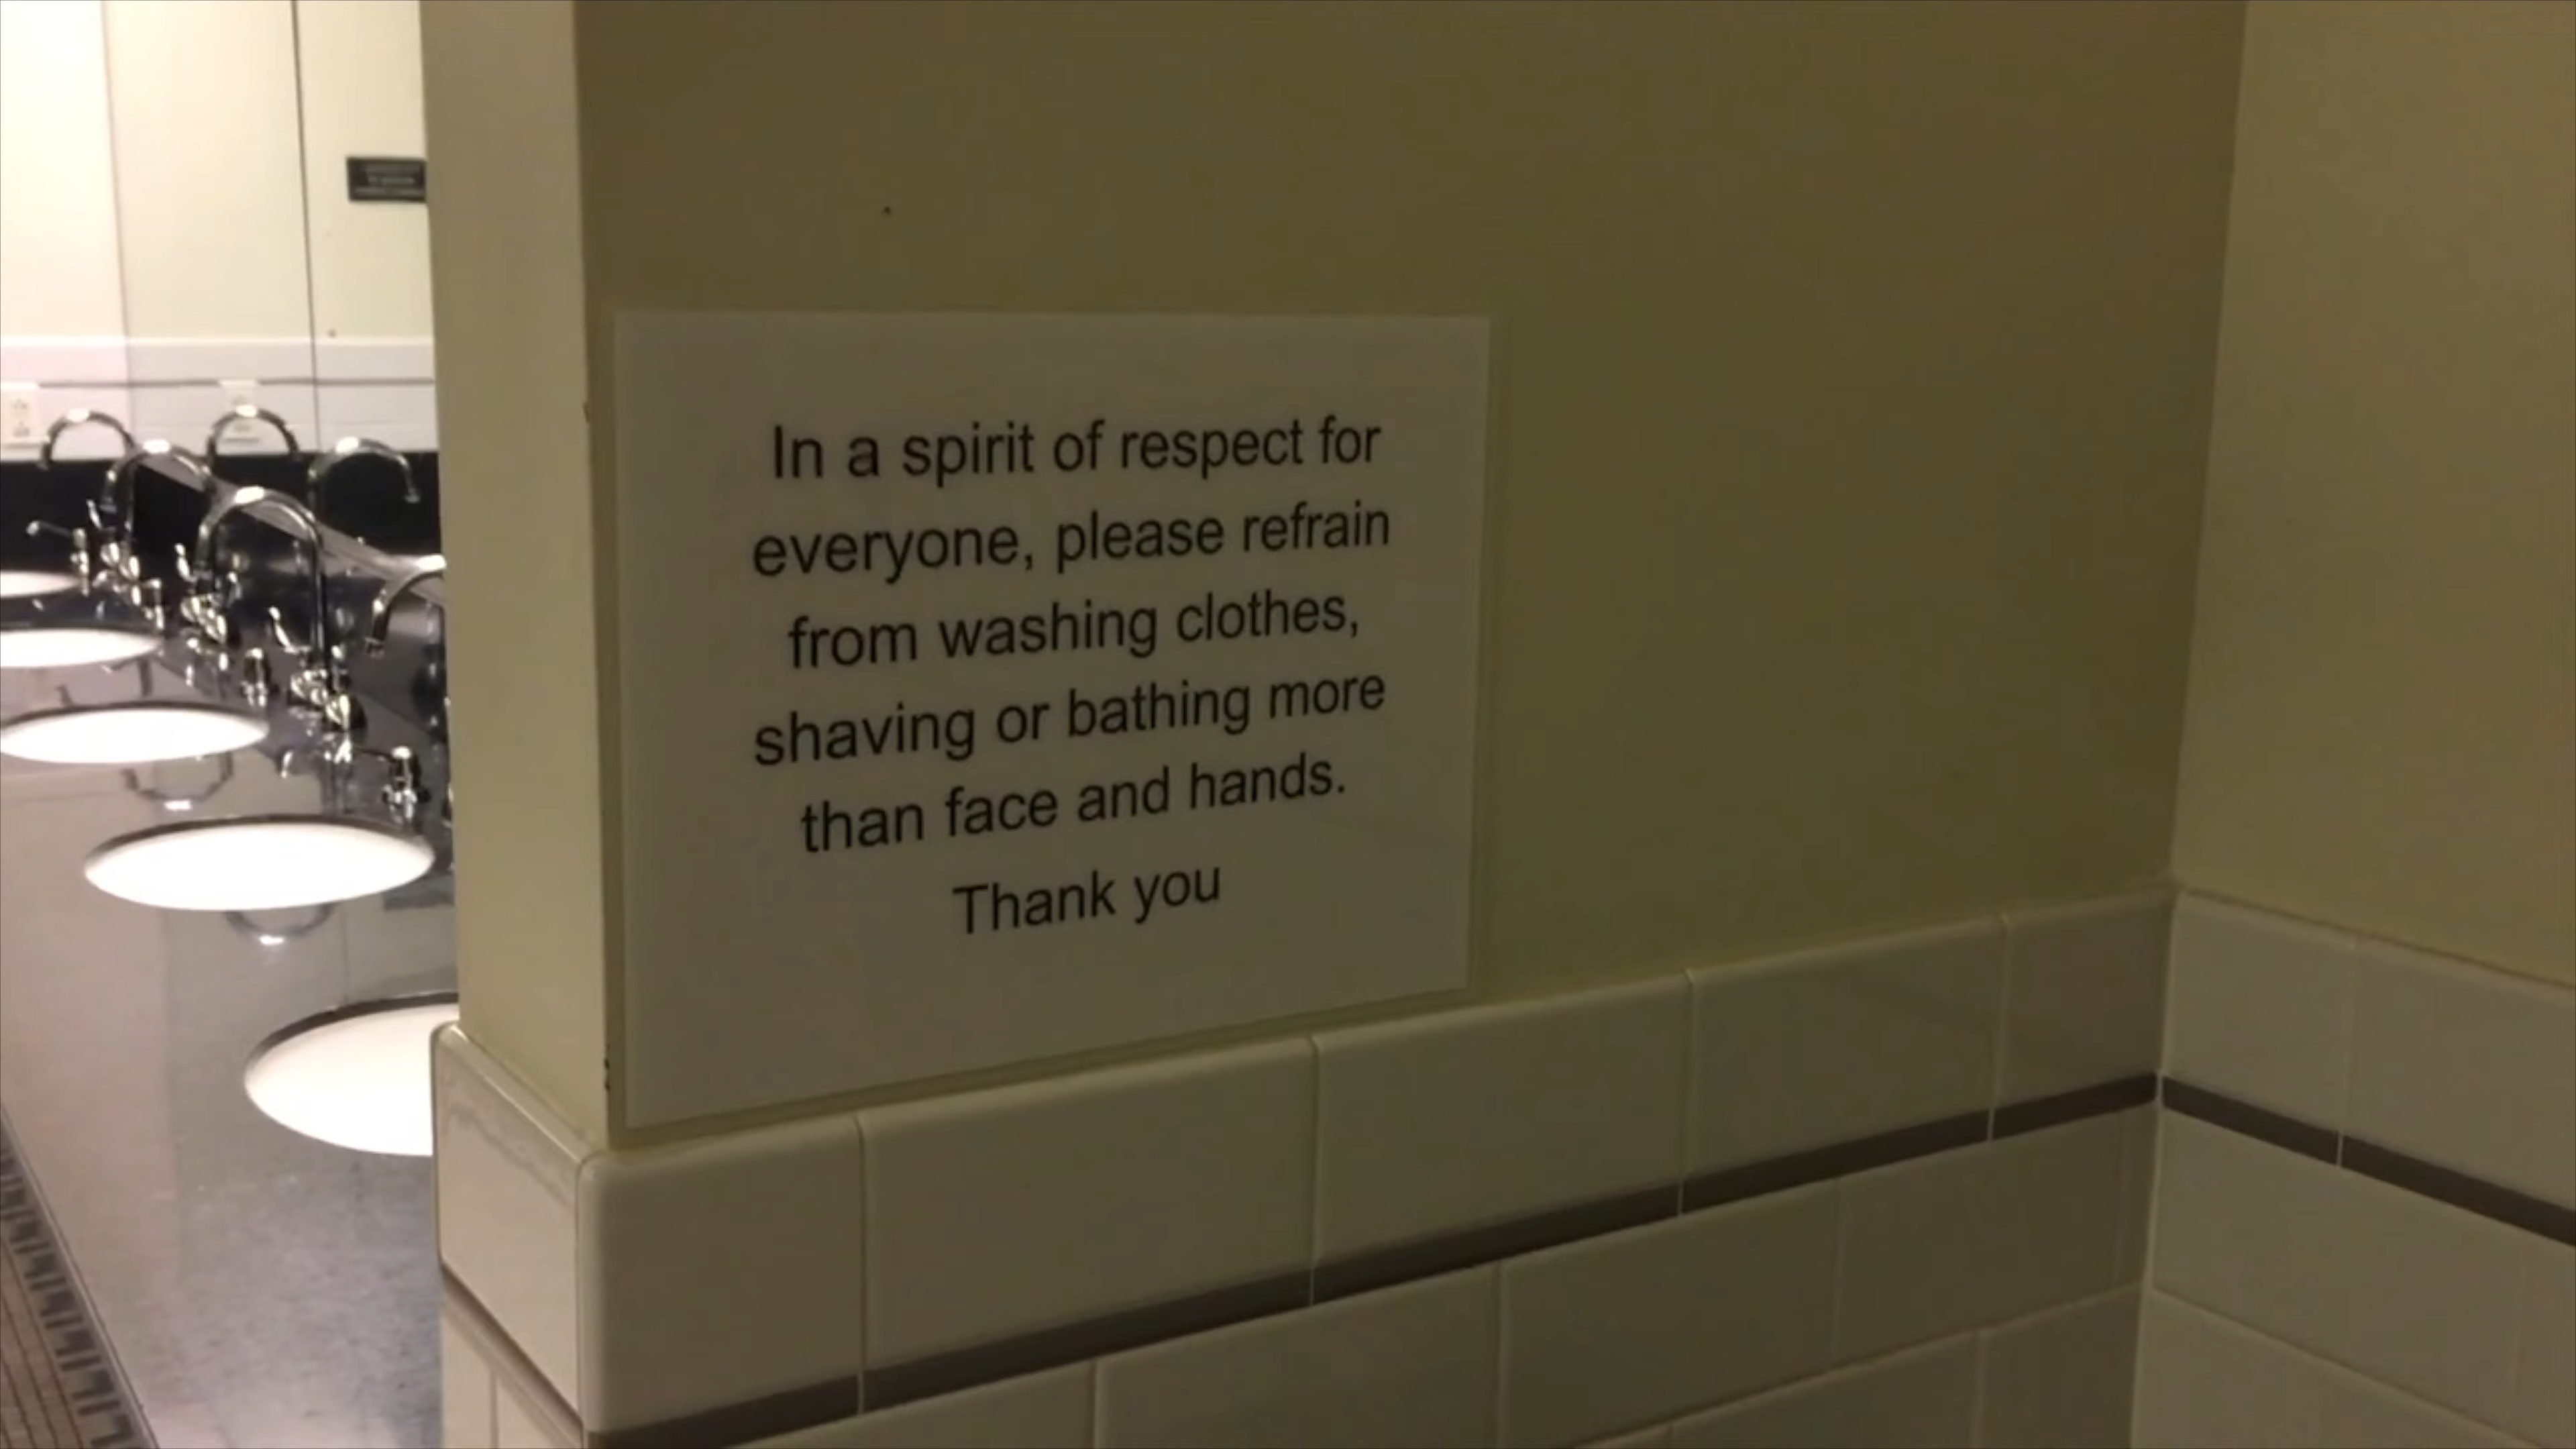 In a spirit of respect for
everyone, please refrain
from washing clothes,
shaving or bathing more
than face and hands.
Thank you